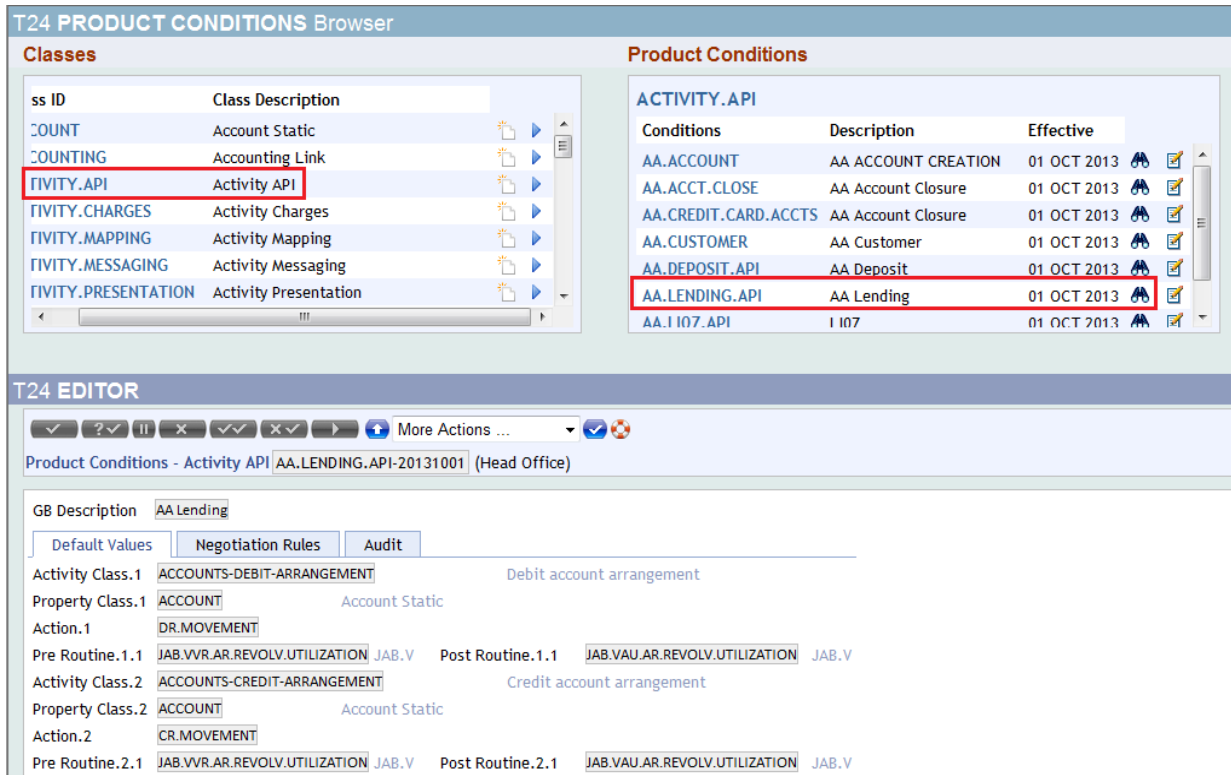 T24 PRODUCT CONDITIONS Browser
Classes
Product Conditions
ss ID Class Description
COUNT Account Static
COUNTING Accounting Link
TIVITY.API Activity API
TIVITY.CHARGES Activity Charges
TIVITY.MAPPING Activity Mapping
TIVITY.MESSAGING Activity Messaging
TIVITY.PRESENTATION Activity Presentation
ACTIVITY.API
Conditions Description Effective
AA.ACCOUNT AA ACCOUNT CREATION 01 OCT 2013
AA.ACCT.CLOSE AA Account Closure 01 OCT 2013
AA.CREDIT.CARD.ACCTS AA Account Closure 01 OCT 2013
AA.CUSTOMER AA Customer 01 OCT 2013
AA.DEPOSIT.API AA Deposit 01 OCT 2013
AA.LENDING.API AA Lending 01 OCT 2013
AA.LI07.API LI07 01 OCT 2013
T24 EDITOR
More Actions ...
Product Conditions - Activity API AA.LENDING.API-20131001 (Head Office)
GB Description AA Lending
Default Values Negotiation Rules Audit
Activity Class.1 ACCOUNTS-DEBIT-ARRANGEMENT Debit account arrangement
Property Class.1 ACCOUNT Account Static
Action.1 DR.MOVEMENT
Pre Routine.1.1 JAB.VVR.AR.REVOLV.UTILIZATION JAB.V Post Routine.1.1 JAB.VAU.AR.REVOLV.UTILIZATION JAB.V
Activity Class.2 ACCOUNTS-CREDIT-ARRANGEMENT Credit account arrangement
Property Class.2 ACCOUNT Account Static
Action.2 CR.MOVEMENT
Pre Routine.2.1 JAB.VVR.AR.REVOLV.UTILIZATION JAB.V Post Routine.2.1 JAB.VAU.AR.REVOLV.UTILIZATION JAB.V